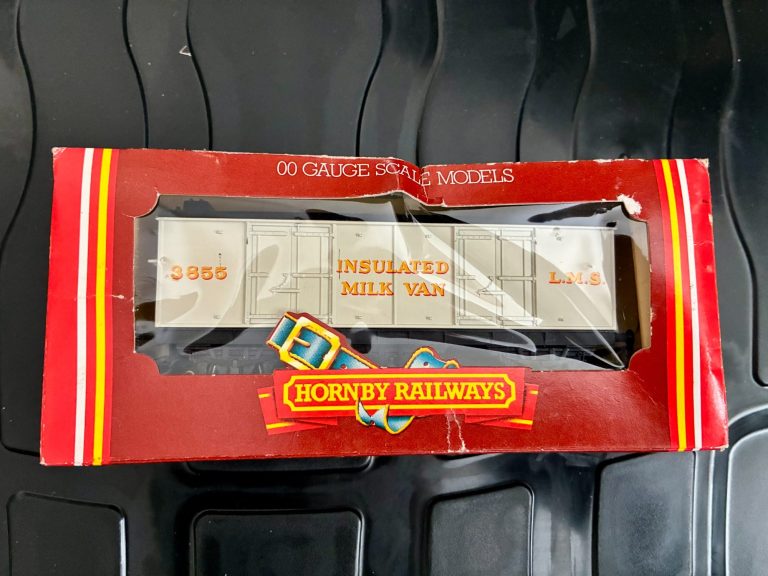 00 GAUGE SCALE MODELS
3855
INSULATED
MILK VAN
L.M.S.
HORNBY RAILWAYS